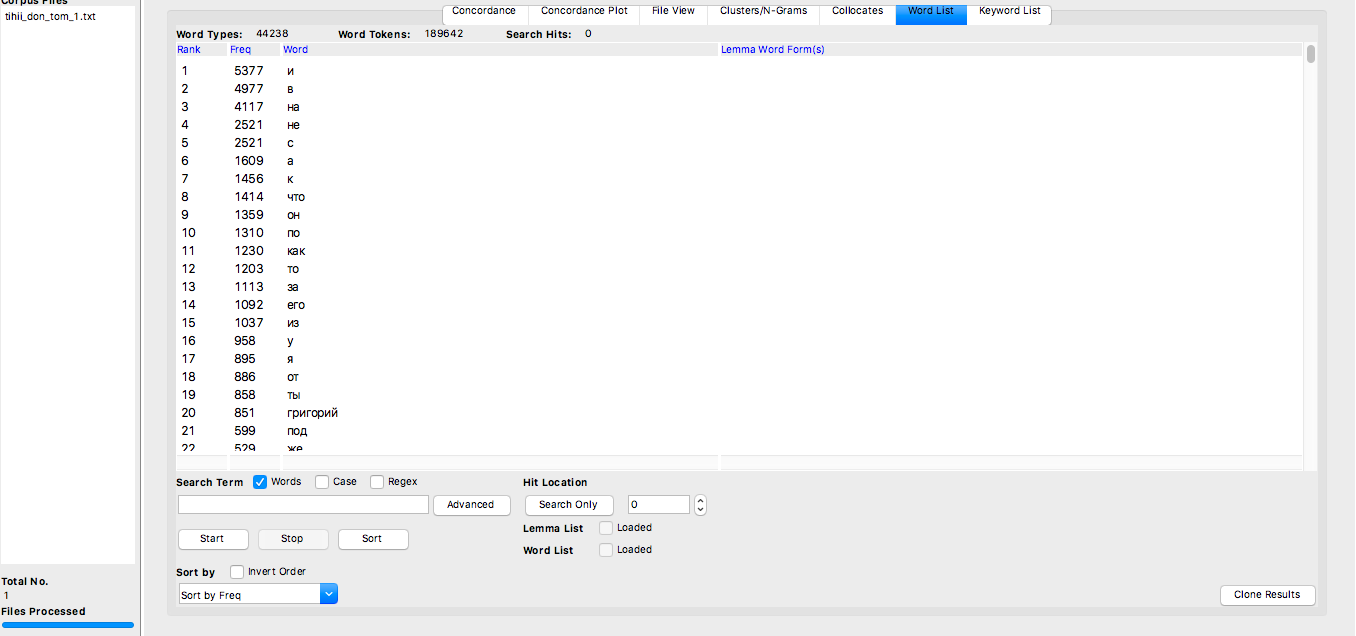 Corpus Files
tihii_don_tom_1.txt
Concordance Concordance Plot File View Clusters/N-Grams Collocates Word List Keyword List
Word Types: 44238 Word Tokens: 189642 Search Hits: 0
Rank Freq Word Lemma Word Form(s)
1 5377 и
2 4977 в
3 4117 на
4 2521 не
5 2521 с
6 1609 а
7 1456 к
8 1414 что
9 1359 он
10 1310 по
11 1230 как
12 1203 то
13 1113 за
14 1092 его
15 1037 из
16 958 у
17 895 я
18 886 от
19 858 ты
20 851 григорий
21 599 под
22 529 же
Search Term Words Case Regex Hit Location
Advanced Search Only 0
Lemma List Loaded
Start Stop Sort
Word List Loaded
Sort by Invert Order
Sort by Freq
Clone Results
Total No.
1
Files Processed